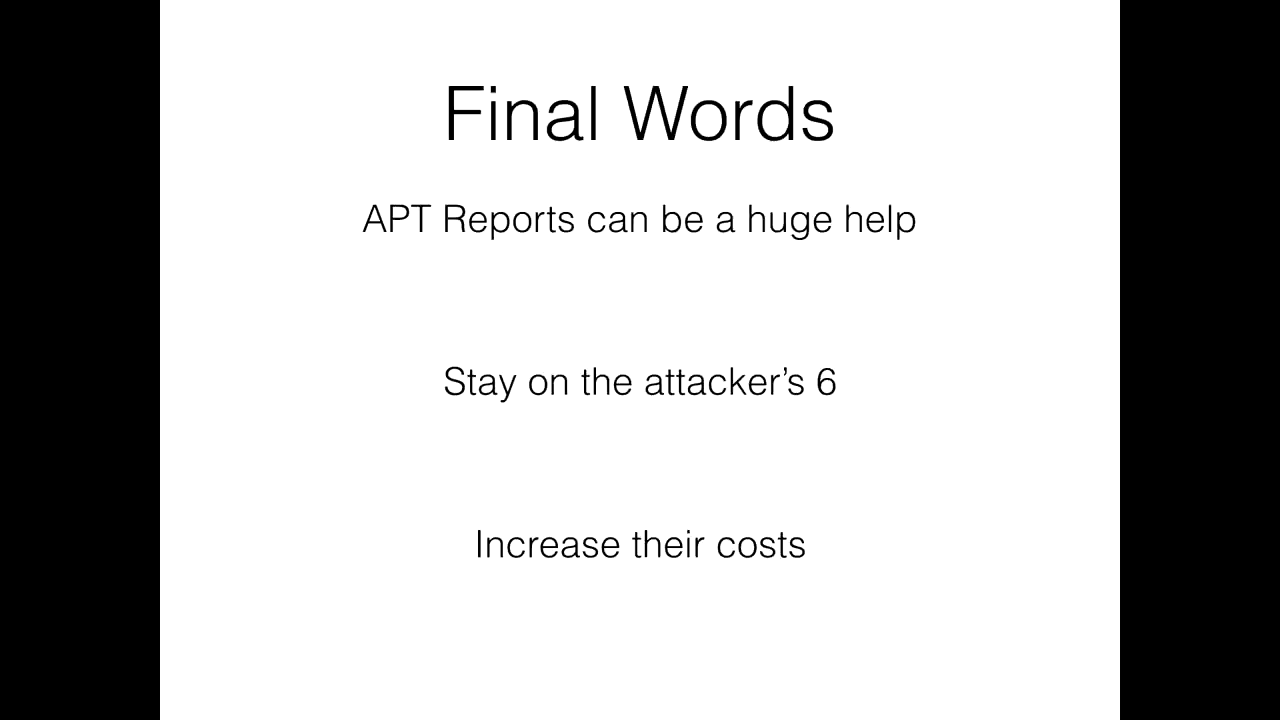 Final Words
APT Reports can be a huge help
Stay on the attacker’s 6
Increase their costs